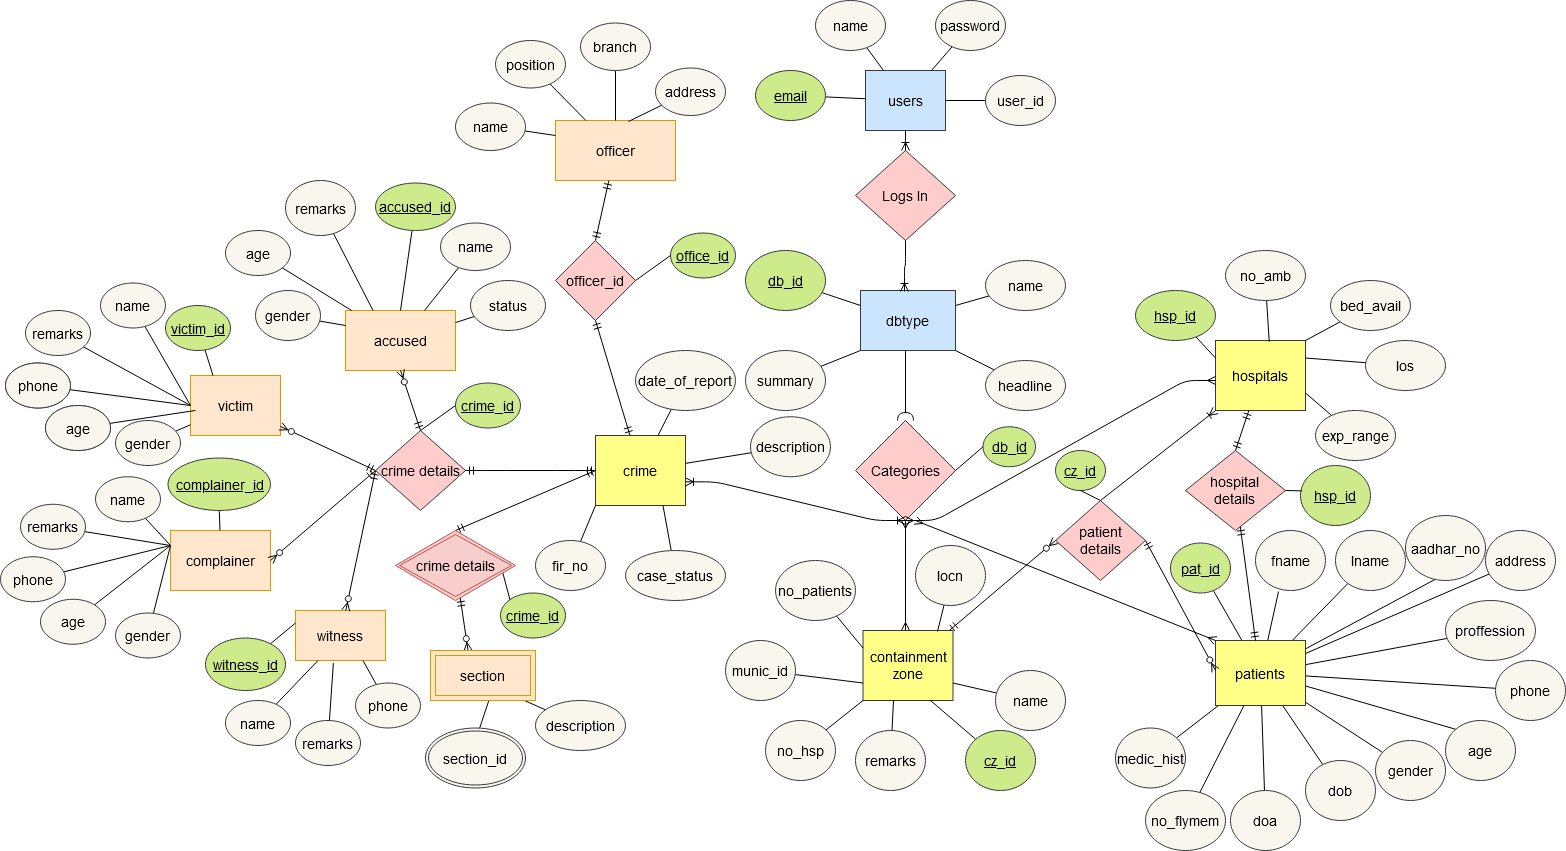 name
password
branch
position
users
address
email
user_id
name
officer
Logs In
remarks
accused_id
name
age
office_id
officer_id
no_amb
db_id
name
name
status
hsp_id
bed_avail
gender
dbtype
victim_id
remarks
accused
los
hospitals
date_of_report
summary
headline
phone
victim
crime_id
age
gender
description
db_id
exp_range
crime details
crime
Categories
cz_id
complainer_id
hospital
details
hsp_id
name
remarks
patient
details
aadhar_no
complainer
crime details
fir_no
case_status
locn
pat_id
fname
lname
address
phone
no_patients
age
gender
crime_id
witness
proffession
witness_id
section
containment
zone
munic_id
patients
phone
name
phone
name
remarks
description
section_id
no_hsp
remarks
cz_id
medic_hist
age
gender
dob
no_flymem
doa